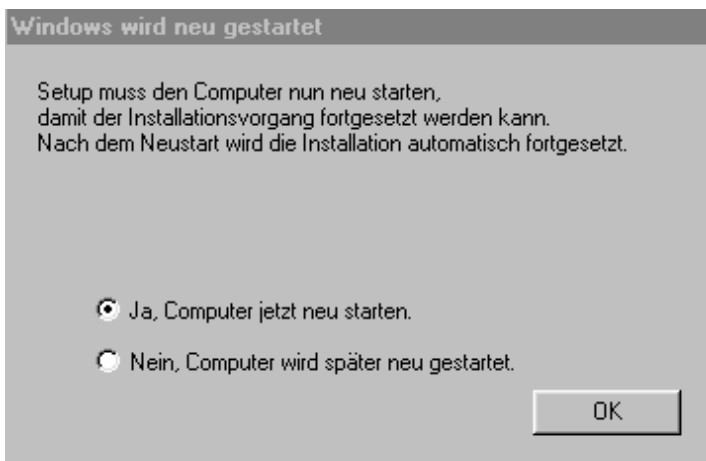 Windows wird neu gestartet
Setup muss den Computer nun neu starten,
damit der Installationsvorgang fortgesetzt werden kann.
Nach dem Neustart wird die Installation automatisch fortgesetzt.
Ja, Computer jetzt neu starten.
Nein, Computer wird später neu gestartet.
OK